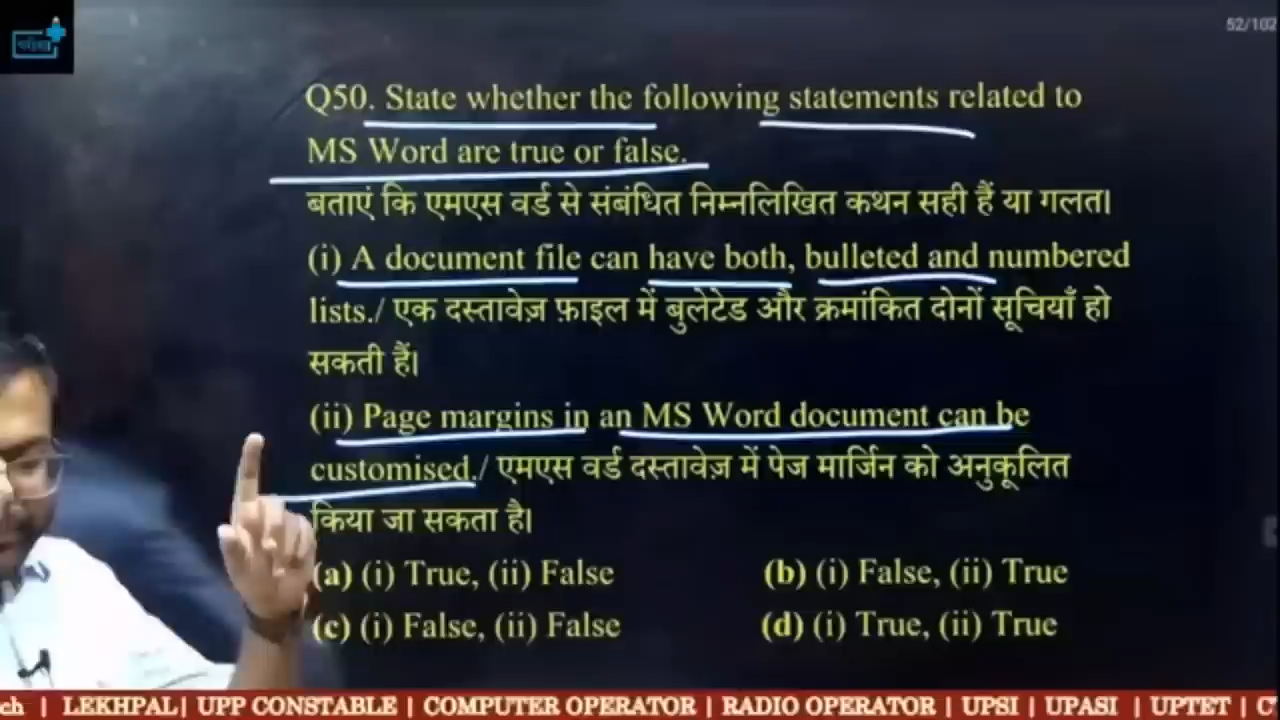 52/102
Q50. State whether the following statements related to
MS Word are true or false.
बताएं कि एमएस वर्ड से संबंधित निम्नलिखित कथन सही हैं या गलत।
(i) A document file can have both, bulleted and numbered
lists./ एक दस्तावेज़ फ़ाइल में बुलेटेड और क्रमांकित दोनों सूचियाँ हो
सकती हैं।
(ii) Page margins in an MS Word document can be
customised./ एमएस वर्ड दस्तावेज़ में पेज मार्जिन को अनुकूलित
किया जा सकता है।
(a) (i) True, (ii) False (b) (i) False, (ii) True
(c) (i) False, (ii) False (d) (i) True, (ii) True
ch | LEKHPAL| UPP CONSTABLE | COMPUTER OPERATOR | RADIO OPERATOR | UPSI | UPASI | UPTET | C